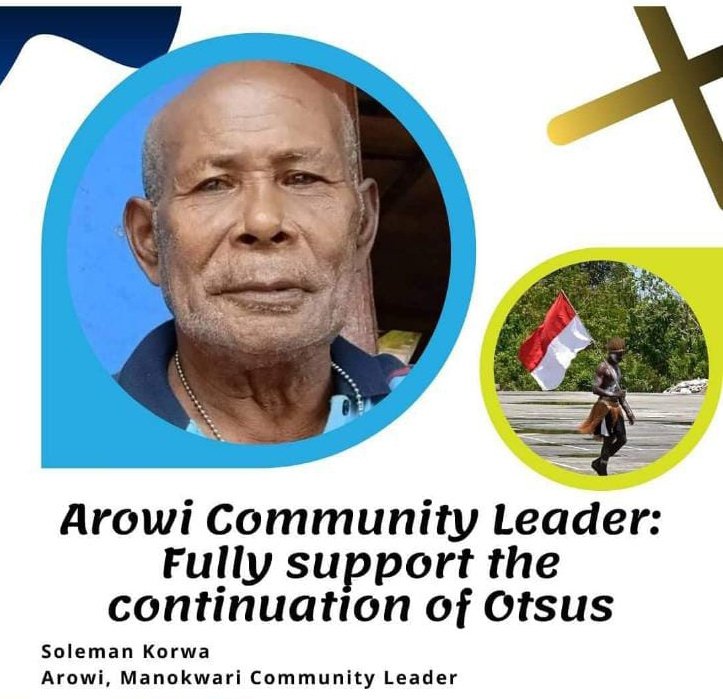 Arowi Community Leader:
Fully support the
continuation of Otsus
Soleman Korwa
Arowi, Manokwari Community Leader